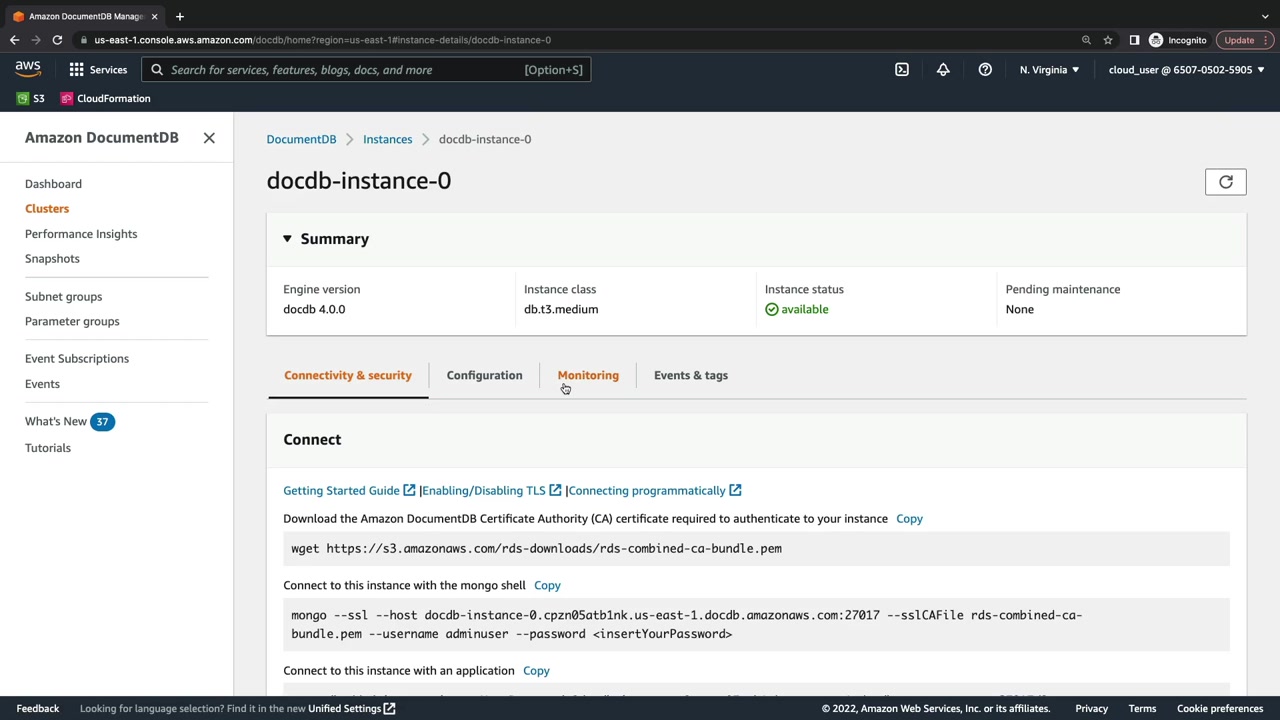 Amazon DocumentDB Manage
us-east-1.console.aws.amazon.com/docdb/home?region=us-east-1#instance-details/docdb-instance-0
Incognito
Update
aws
Services
Search for services, features, blogs, docs, and more
[Option+S]
N. Virginia
cloud_user @ 6507-0502-5905
S3
CloudFormation
Amazon DocumentDB
Dashboard
Clusters
Performance Insights
Snapshots
Subnet groups
Parameter groups
Event Subscriptions
Events
What's New 37
Tutorials
DocumentDB > Instances > docdb-instance-0
docdb-instance-0
Summary
Engine version
docdb 4.0.0
Instance class
db.t3.medium
Instance status
available
Pending maintenance
None
Connectivity & security
Configuration
Monitoring
Events & tags
Connect
Getting Started Guide |Enabling/Disabling TLS |Connecting programmatically
Download the Amazon DocumentDB Certificate Authority (CA) certificate required to authenticate to your instance Copy
wget https://s3.amazonaws.com/rds-downloads/rds-combined-ca-bundle.pem
Connect to this instance with the mongo shell Copy
mongo --ssl --host docdb-instance-0.cpzn05atb1nk.us-east-1.docdb.amazonaws.com:27017 --sslCAFile rds-combined-ca-
bundle.pem --username adminuser --password <insertYourPassword>
Connect to this instance with an application Copy
Feedback
Looking for language selection? Find it in the new Unified Settings
© 2022, Amazon Web Services, Inc. or its affiliates.
Privacy
Terms
Cookie preferences